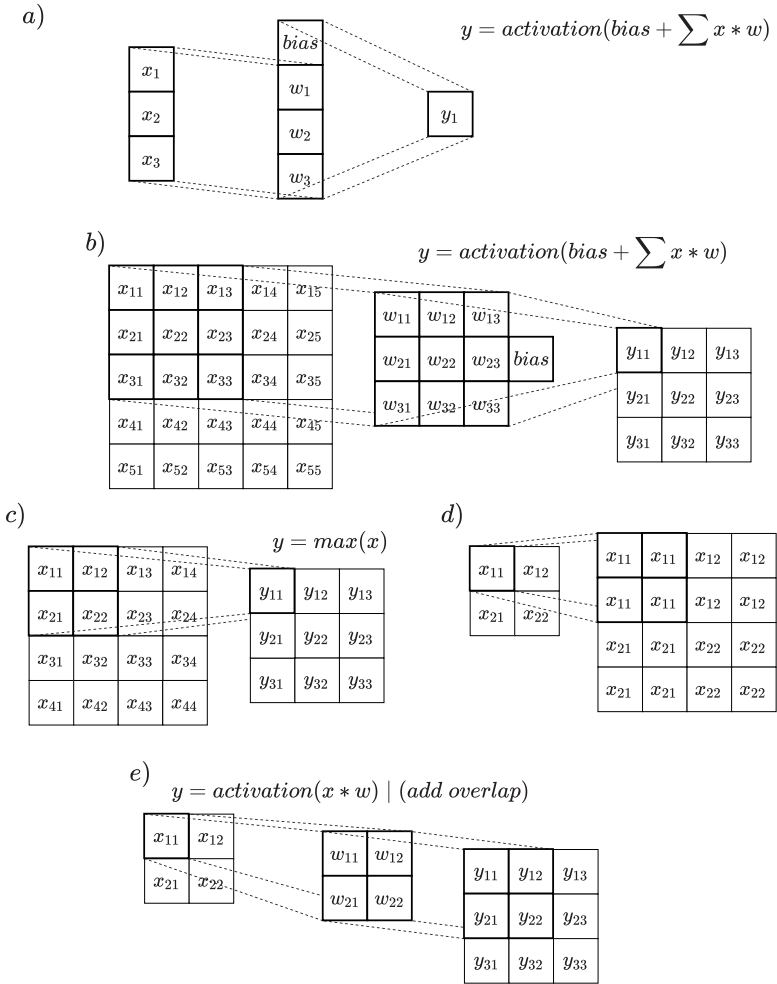 a)
y = activation(bias + ∑ x * w)
bias
x₁ w₁
x₂ w₂ y₁
x₃ w₃
b)
y = activation(bias + ∑ x * w)
x₁₁ x₁₂ x₁₃ x₁₄ x₁₅
x₂₁ x₂₂ x₂₃ x₂₄ x₂₅
x₃₁ x₃₂ x₃₃ x₃₄ x₃₅
x₄₁ x₄₂ x₄₃ x₄₄ x₄₅
x₅₁ x₅₂ x₅₃ x₅₄ x₅₅
w₁₁ w₁₂ w₁₃
w₂₁ w₂₂ w₂₃ bias
w₃₁ w₃₂ w₃₃
y₁₁ y₁₂ y₁₃
y₂₁ y₂₂ y₂₃
y₃₁ y₃₂ y₃₃
c)
y = max(x)
x₁₁ x₁₂ x₁₃ x₁₄
x₂₁ x₂₂ x₂₃ x₂₄
x₃₁ x₃₂ x₃₃ x₃₄
x₄₁ x₄₂ x₄₃ x₄₄
y₁₁ y₁₂ y₁₃
y₂₁ y₂₂ y₂₃
y₃₁ y₃₂ y₃₃
d)
x₁₁ x₁₂
x₂₁ x₂₂
x₁₁ x₁₁ x₁₂ x₁₂
x₁₁ x₁₁ x₁₂ x₁₂
x₂₁ x₂₁ x₂₂ x₂₂
x₂₁ x₂₁ x₂₂ x₂₂
e)
y = activation(x * w) | (add overlap)
x₁₁ x₁₂
x₂₁ x₂₂
w₁₁ w₁₂
w₂₁ w₂₂
y₁₁ y₁₂ y₁₃
y₂₁ y₂₂ y₂₃
y₃₁ y₃₂ y₃₃